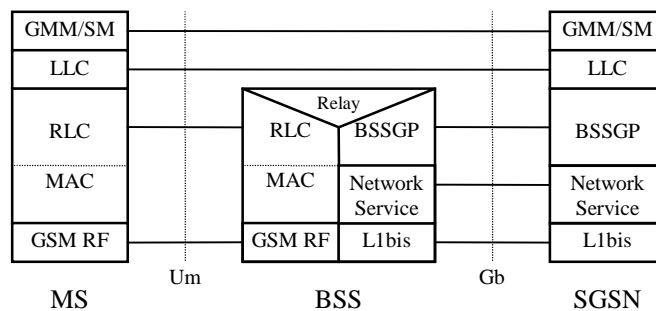 GMM/SM
GMM/SM
LLC
LLC
Relay
RLC
RLC
BSSGP
BSSGP
MAC
MAC
Network
Service
Network
Service
GSM RF
GSM RF
L1bis
L1bis
Um
Gb
MS
BSS
SGSN